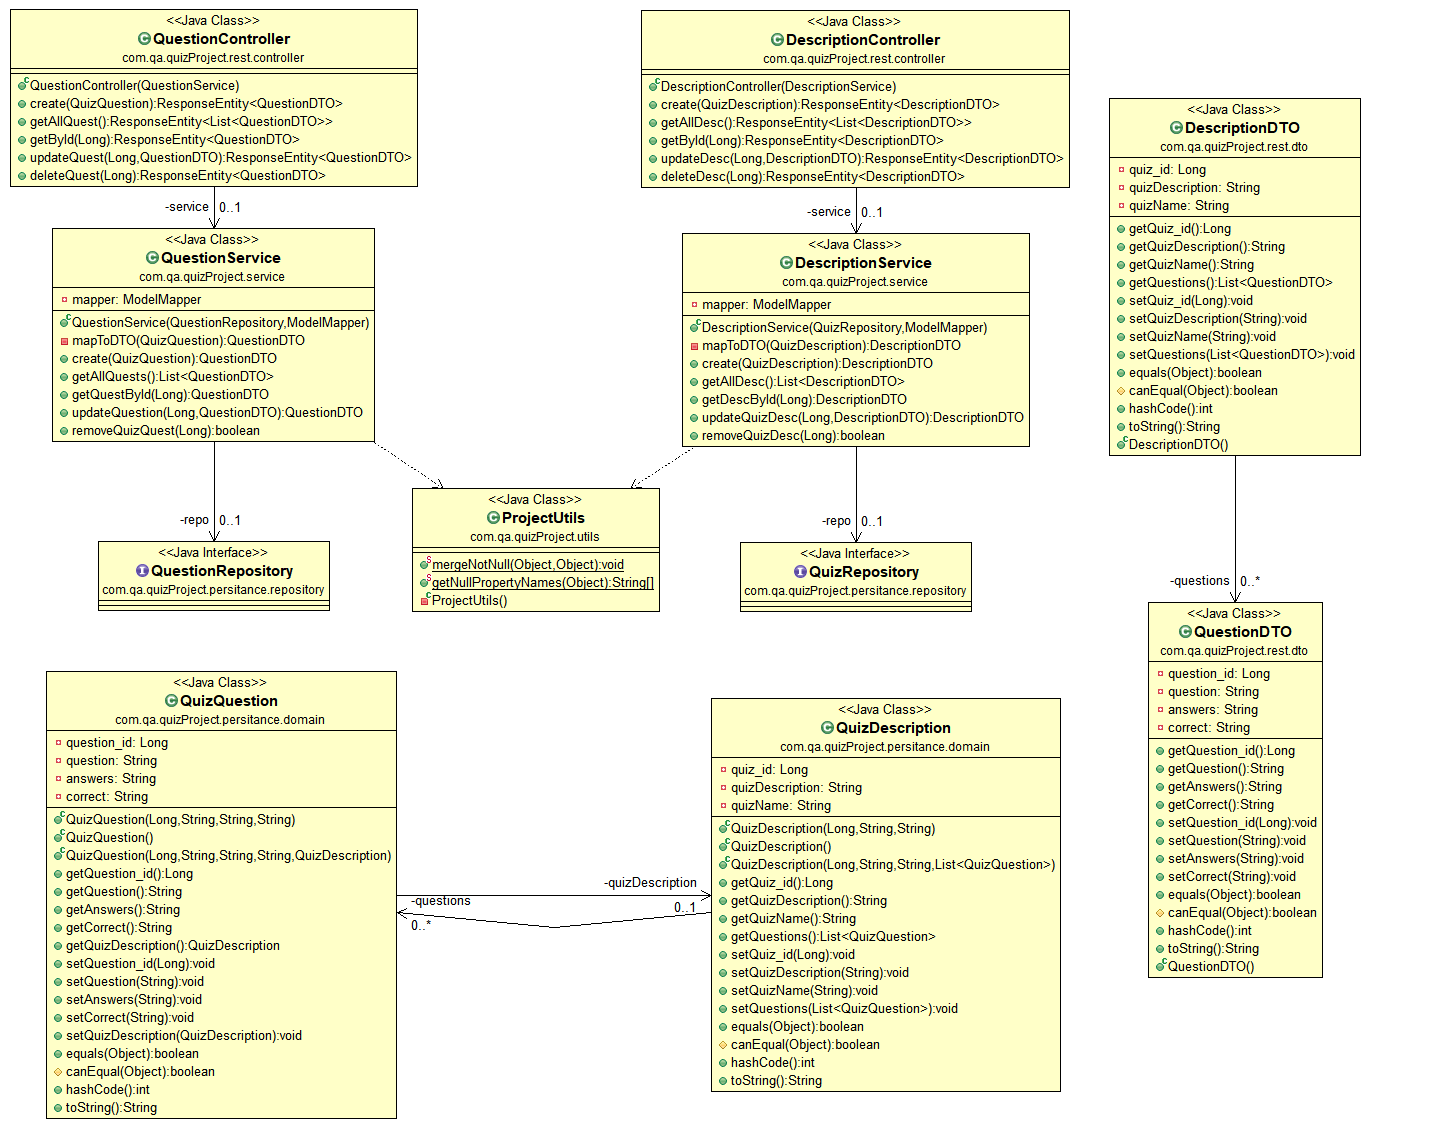 <<Java Class>>
QuestionController
com.qa.quizProject.rest.controller
QuestionController(QuestionService)
create(QuizQuestion):ResponseEntity<QuestionDTO>
getAllQuest():ResponseEntity<List<QuestionDTO>>
getById(Long):ResponseEntity<QuestionDTO>
updateQuest(Long,QuestionDTO):ResponseEntity<QuestionDTO>
deleteQuest(Long):ResponseEntity<QuestionDTO>
-service 0..1
<<Java Class>>
DescriptionController
com.qa.quizProject.rest.controller
DescriptionController(DescriptionService)
create(QuizDescription):ResponseEntity<DescriptionDTO>
getAllDesc():ResponseEntity<List<DescriptionDTO>>
getById(Long):ResponseEntity<DescriptionDTO>
updateDesc(Long,DescriptionDTO):ResponseEntity<DescriptionDTO>
deleteDesc(Long):ResponseEntity<DescriptionDTO>
-service 0..1
<<Java Class>>
DescriptionDTO
com.qa.quizProject.rest.dto
quiz_id: Long
quizDescription: String
quizName: String
getQuiz_id():Long
getQuizDescription():String
getQuizName():String
getQuestions():List<QuestionDTO>
setQuiz_id(Long):void
setQuizDescription(String):void
setQuizName(String):void
setQuestions(List<QuestionDTO>):void
equals(Object):boolean
canEqual(Object):boolean
hashCode():int
toString():String
DescriptionDTO()
-questions 0..*
<<Java Class>>
QuestionService
com.qa.quizProject.service
mapper: ModelMapper
QuestionService(QuestionRepository,ModelMapper)
mapToDTO(QuizQuestion):QuestionDTO
create(QuizQuestion):QuestionDTO
getAllQuests():List<QuestionDTO>
getQuestById(Long):QuestionDTO
updateQuestion(Long,QuestionDTO):QuestionDTO
removeQuizQuest(Long):boolean
-repo 0..1
<<Java Class>>
DescriptionService
com.qa.quizProject.service
mapper: ModelMapper
DescriptionService(QuizRepository,ModelMapper)
mapToDTO(QuizDescription):DescriptionDTO
create(QuizDescription):DescriptionDTO
getAllDesc():List<DescriptionDTO>
getDescById(Long):DescriptionDTO
updateQuizDesc(Long,DescriptionDTO):DescriptionDTO
removeQuizDesc(Long):boolean
-repo 0..1
<<Java Class>>
ProjectUtils
com.qa.quizProject.utils
mergeNotNull(Object,Object):void
getNullPropertyNames(Object):String[]
ProjectUtils()
<<Java Interface>>
QuestionRepository
com.qa.quizProject.persitance.repository
<<Java Interface>>
QuizRepository
com.qa.quizProject.persitance.repository
<<Java Class>>
QuestionDTO
com.qa.quizProject.rest.dto
question_id: Long
question: String
answers: String
correct: String
getQuestion_id():Long
getQuestion():String
getAnswers():String
getCorrect():String
setQuestion_id(Long):void
setQuestion(String):void
setAnswers(String):void
setCorrect(String):void
equals(Object):boolean
canEqual(Object):boolean
hashCode():int
toString():String
QuestionDTO()
<<Java Class>>
QuizQuestion
com.qa.quizProject.persitance.domain
question_id: Long
question: String
answers: String
correct: String
QuizQuestion(Long,String,String,String)
QuizQuestion()
QuizQuestion(Long,String,String,String,QuizDescription)
getQuestion_id():Long
getQuestion():String
getAnswers():String
getCorrect():String
getQuizDescription():QuizDescription
setQuestion_id(Long):void
setQuestion(String):void
setAnswers(String):void
setCorrect(String):void
setQuizDescription(QuizDescription):void
equals(Object):boolean
canEqual(Object):boolean
hashCode():int
toString():String
-quizDescription
-questions
0..1
0..*
<<Java Class>>
QuizDescription
com.qa.quizProject.persitance.domain
quiz_id: Long
quizDescription: String
quizName: String
QuizDescription(Long,String,String)
QuizDescription()
QuizDescription(Long,String,String,List<QuizQuestion>)
getQuiz_id():Long
getQuizDescription():String
getQuizName():String
getQuestions():List<QuizQuestion>
setQuiz_id(Long):void
setQuizDescription(String):void
setQuizName(String):void
setQuestions(List<QuizQuestion>):void
equals(Object):boolean
canEqual(Object):boolean
hashCode():int
toString():String